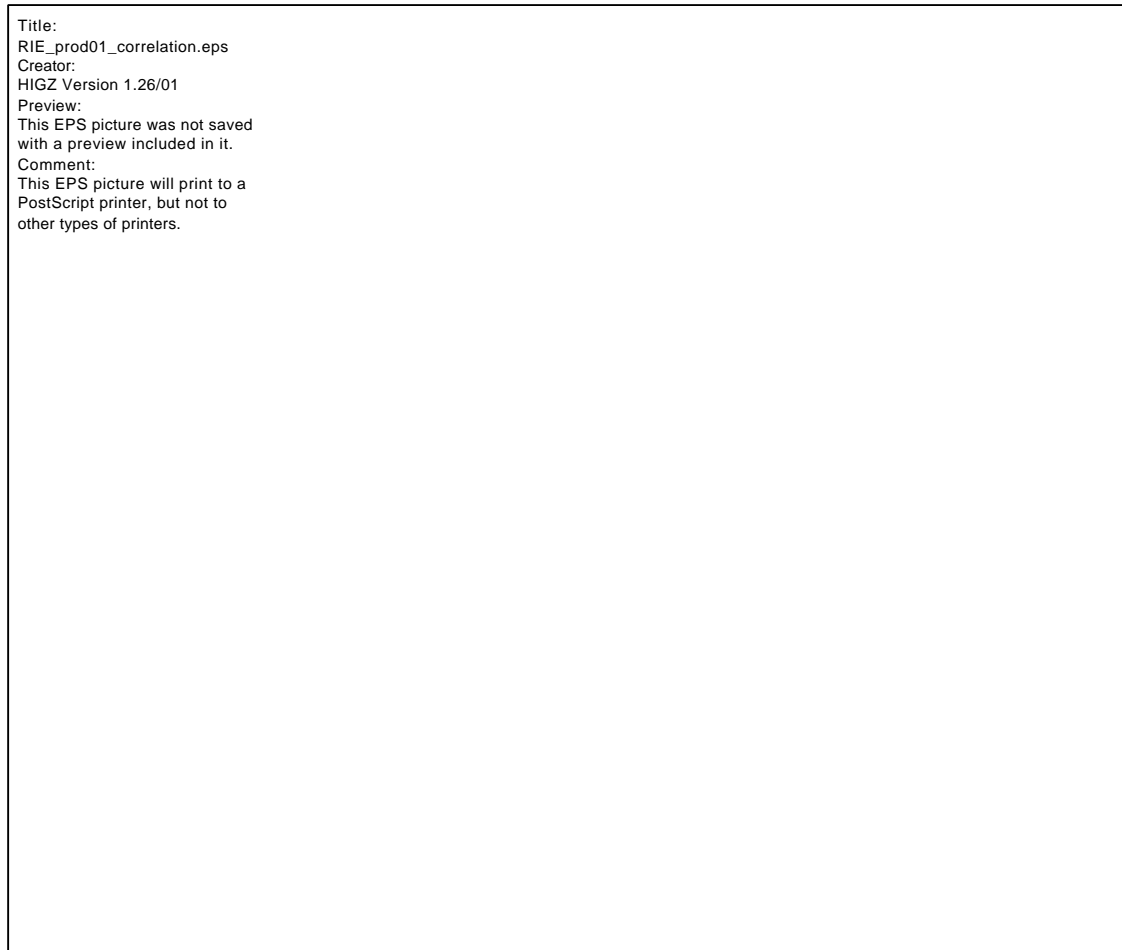 Title:
RIE_prod01_correlation.eps
Creator:
HIGZ Version 1.26/01
Preview:
This EPS picture was not saved
with a preview included in it.
Comment:
This EPS picture will print to a
PostScript printer, but not to
other types of printers.